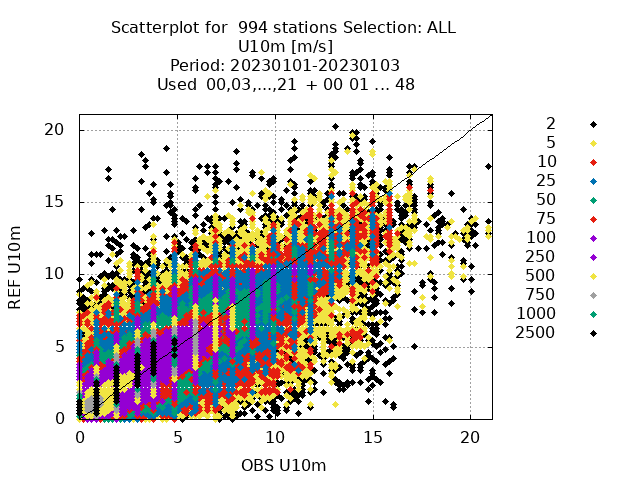 Scatterplot for  994 stations Selection: ALL
U10m [m/s]
Period: 20230101-20230103
Used  00,03,...,21  + 00 01 ... 48
2
5
10
25
50
75
100
250
500
750
1000
2500
REF U10m
20
15
10
5
0
0 5 10 15 20
OBS U10m